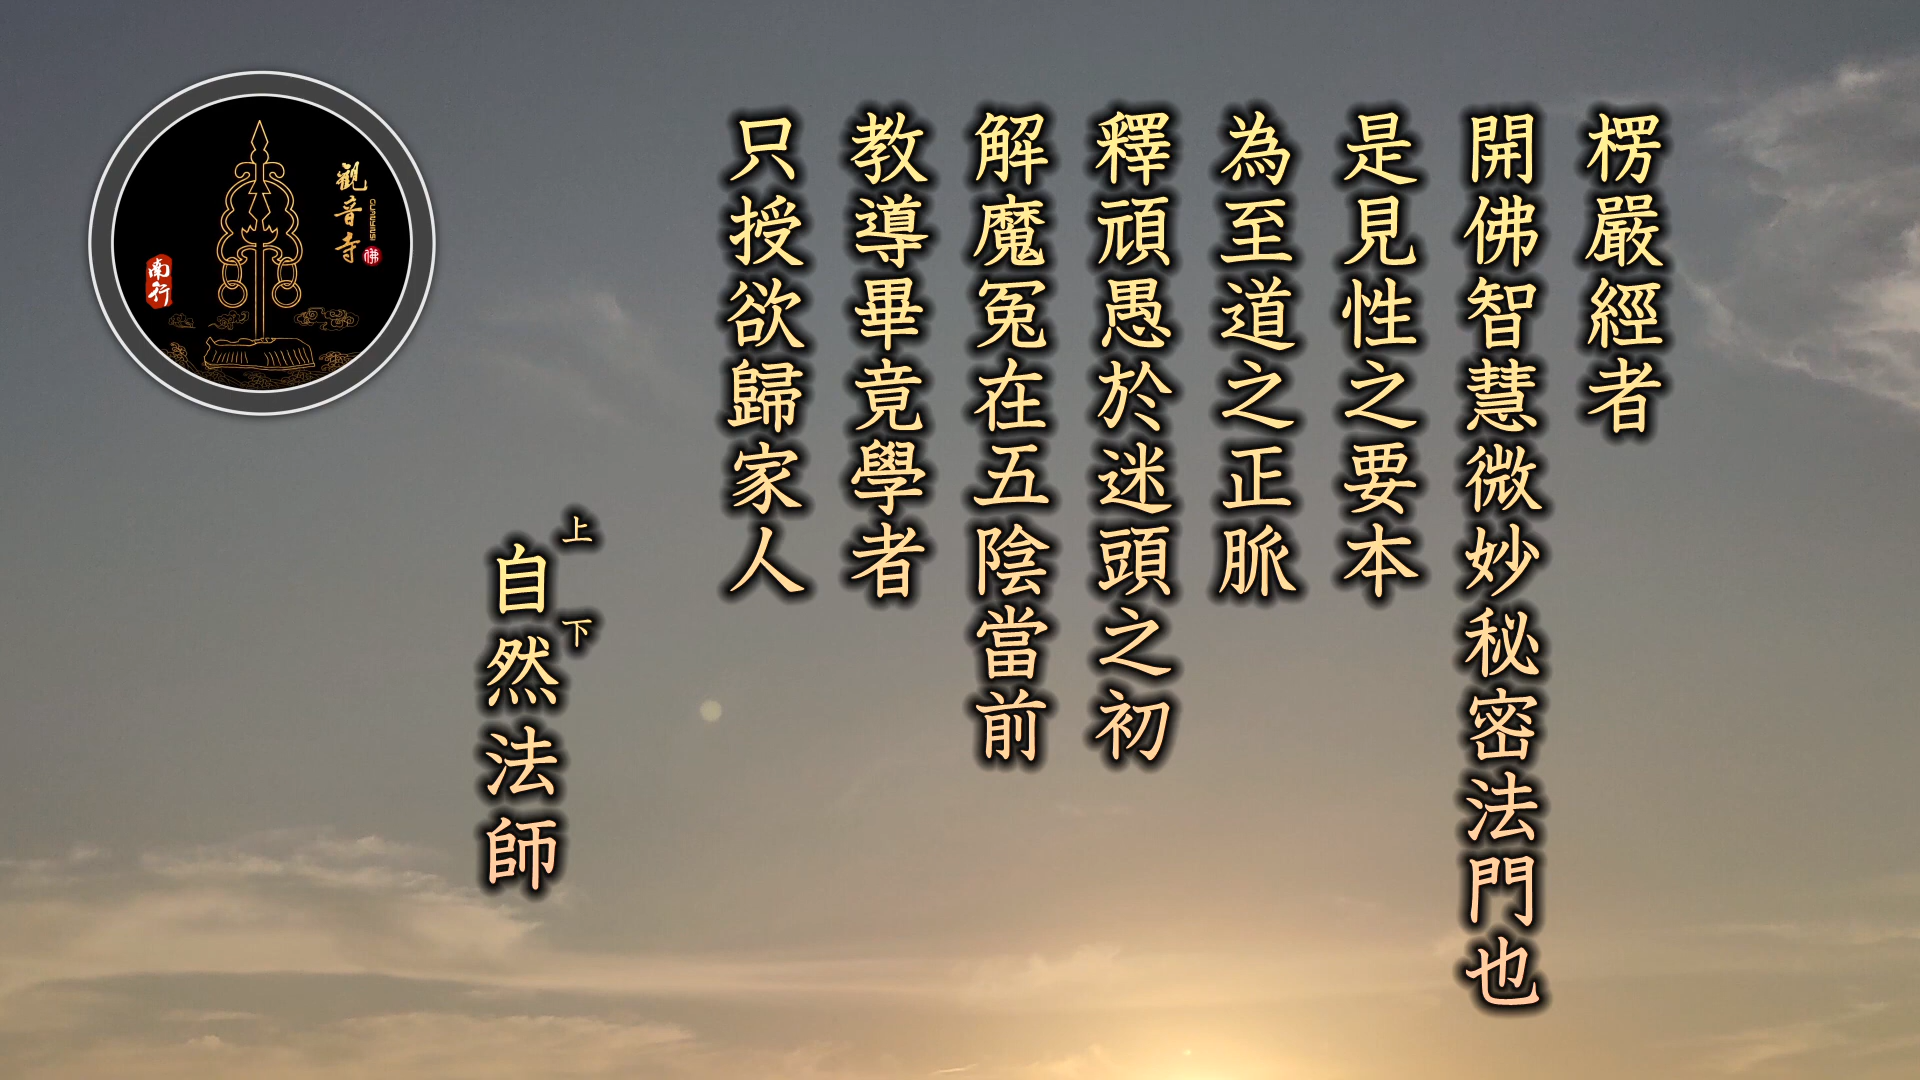 楞嚴經者
開佛智慧微妙秘密法門也
是見性之要本
為至道之正脈
釋頑愚於迷頭之初
解魔冤在五陰當前
教導畢竟學者
只授欲歸家人
上自下然法師
觀音寺
GUANYINSI
佛
南行